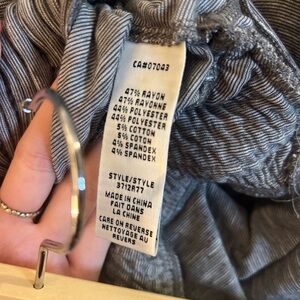 CA#07043
47% RAYON
47% RAYONNE
44% POLYESTER
44% POLYESTER
5% COTTON
5% COTON
4% SPANDEX
4% SPANDEX
STYLE/STYLE
3712R77
MADE IN CHINA
FAIT DANS
LA CHINE
CARE ON REVERSE
NETTOYAGE AU
REVERS